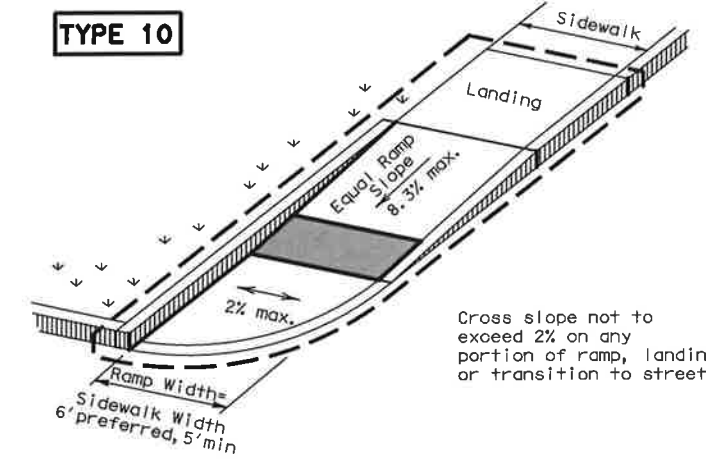 TYPE 10
Sidewalk
Landing
Equal Ramp
Slope
8.3% max.
2% max.
Cross slope not to
exceed 2% on any
portion of ramp, landin
or transition to street
Ramp Width=
Sidewalk Width
6' preferred, 5'min